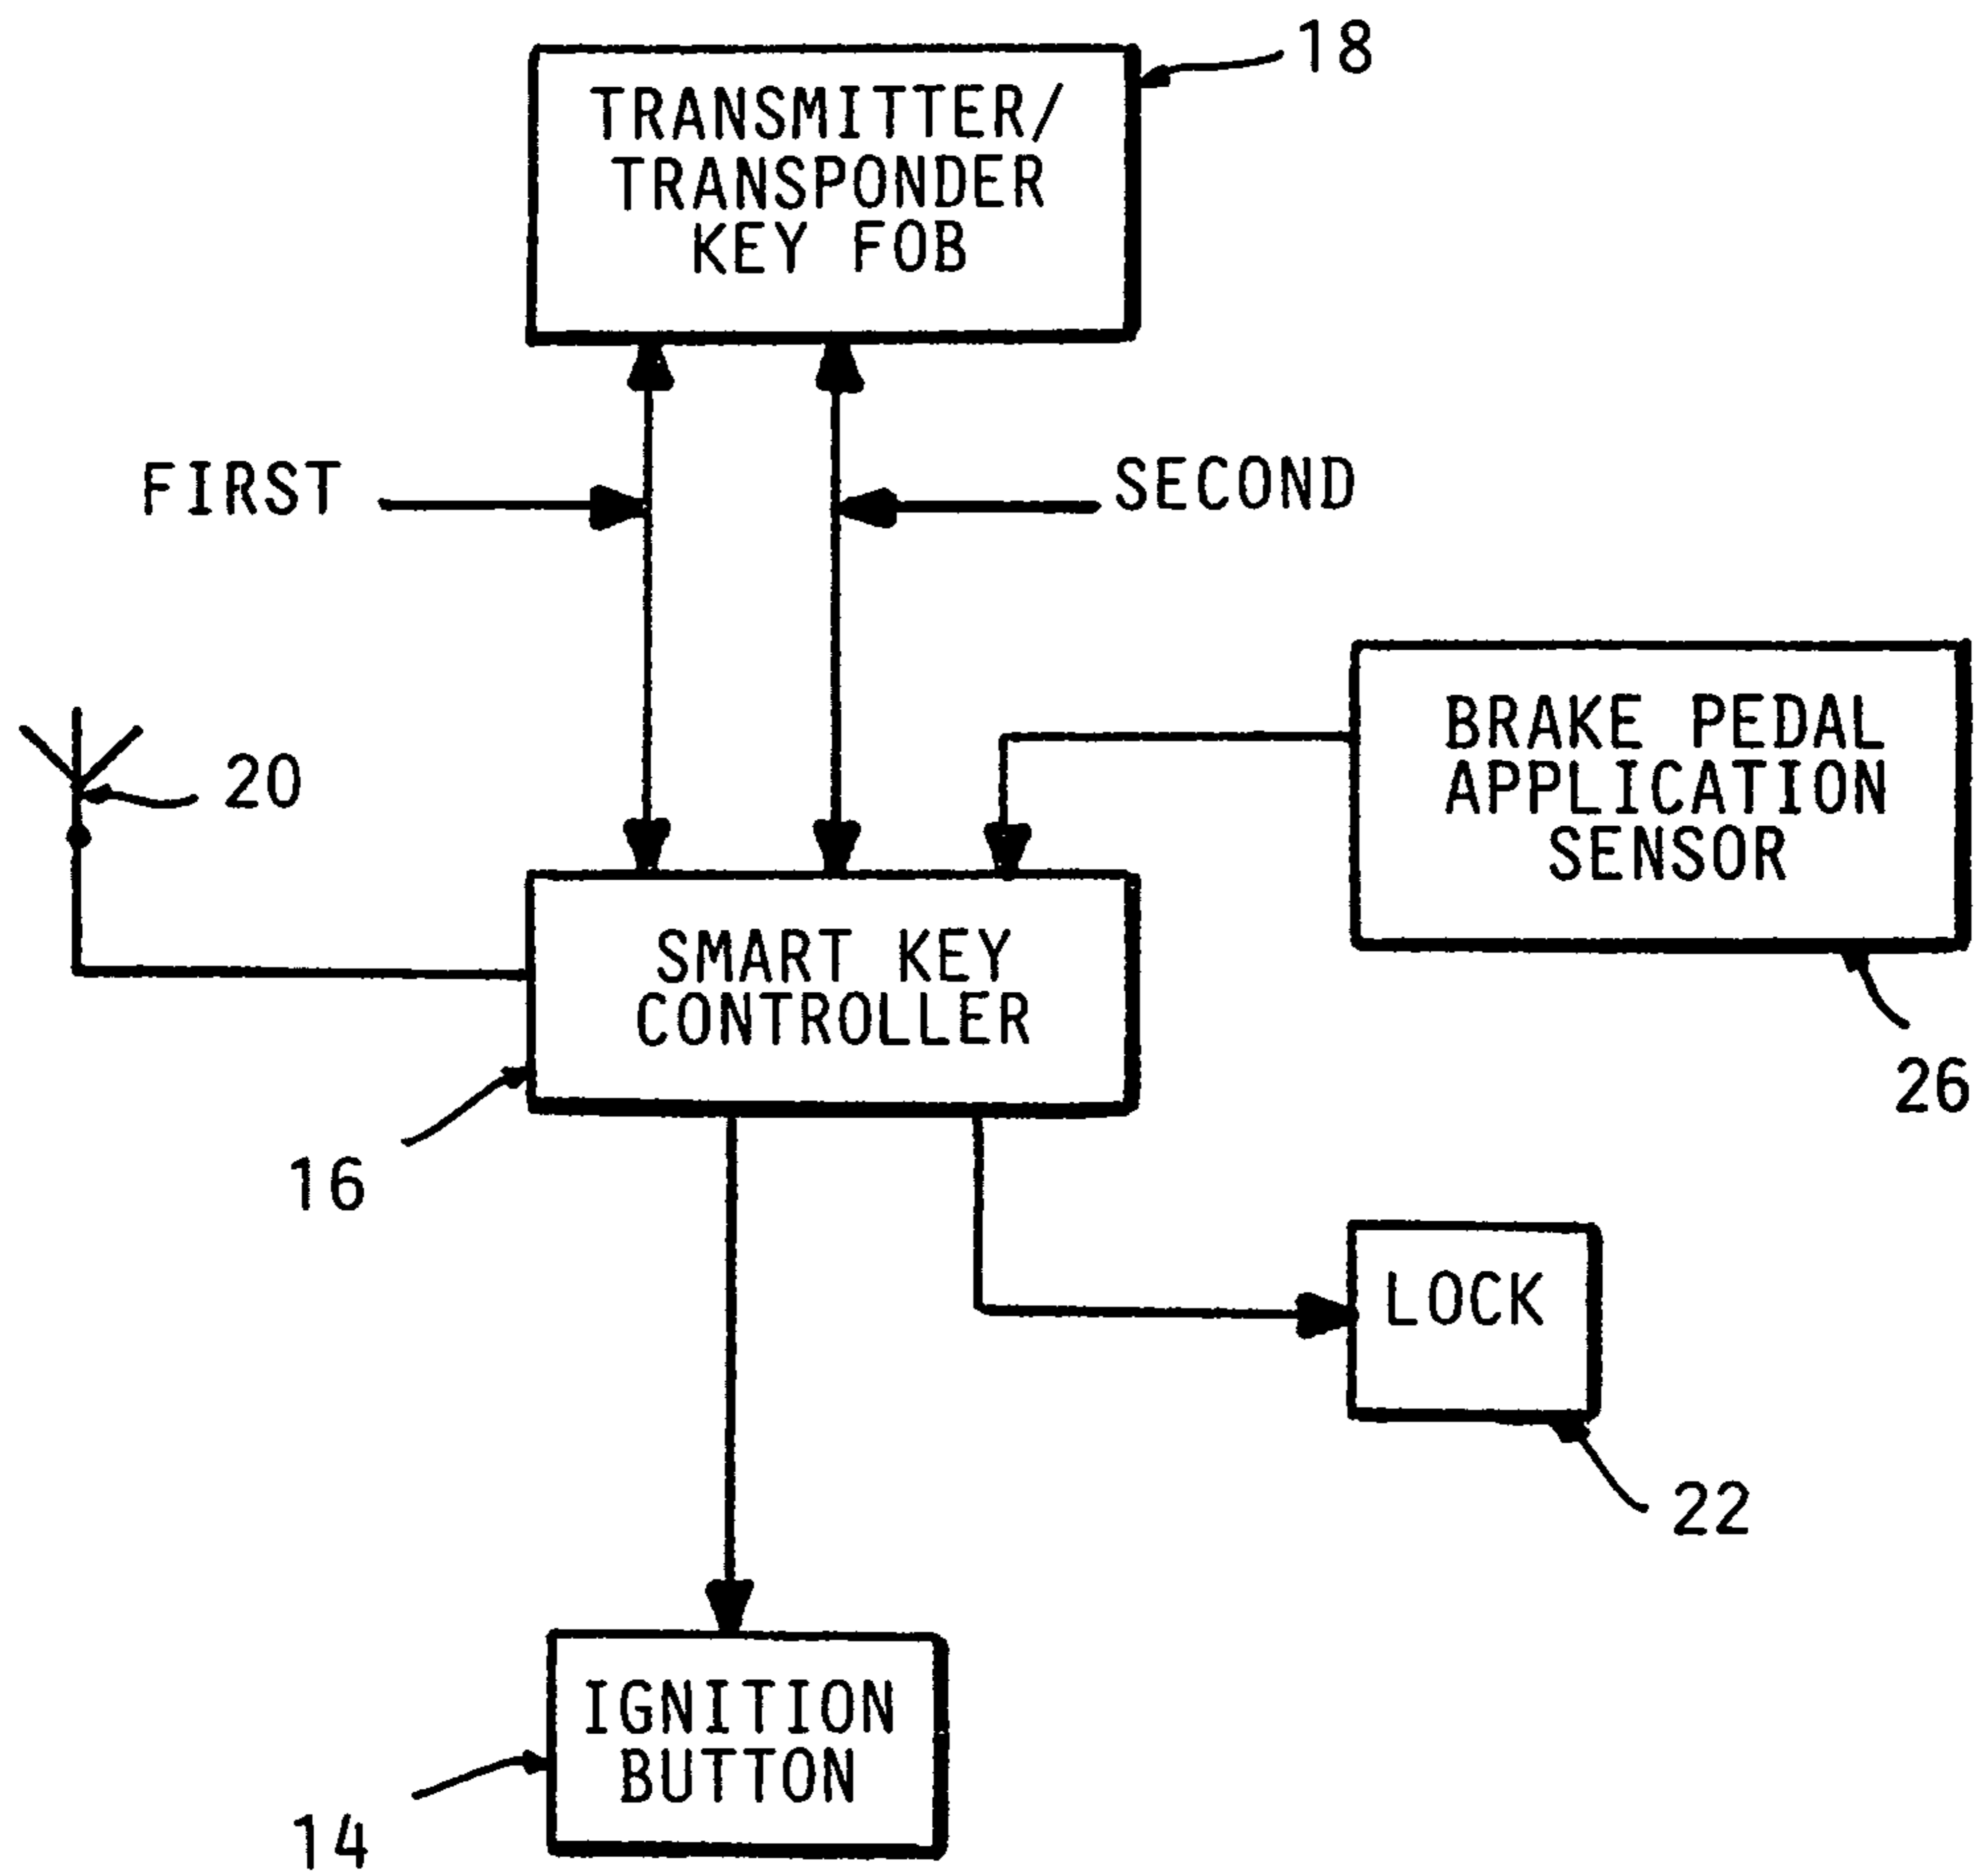 18
TRANSMITTER/
TRANSPONDER
KEY FOB
FIRST
SECOND
20
BRAKE PEDAL
APPLICATION
SENSOR
26
SMART KEY
CONTROLLER
16
LOCK
22
IGNITION
BUTTON
14